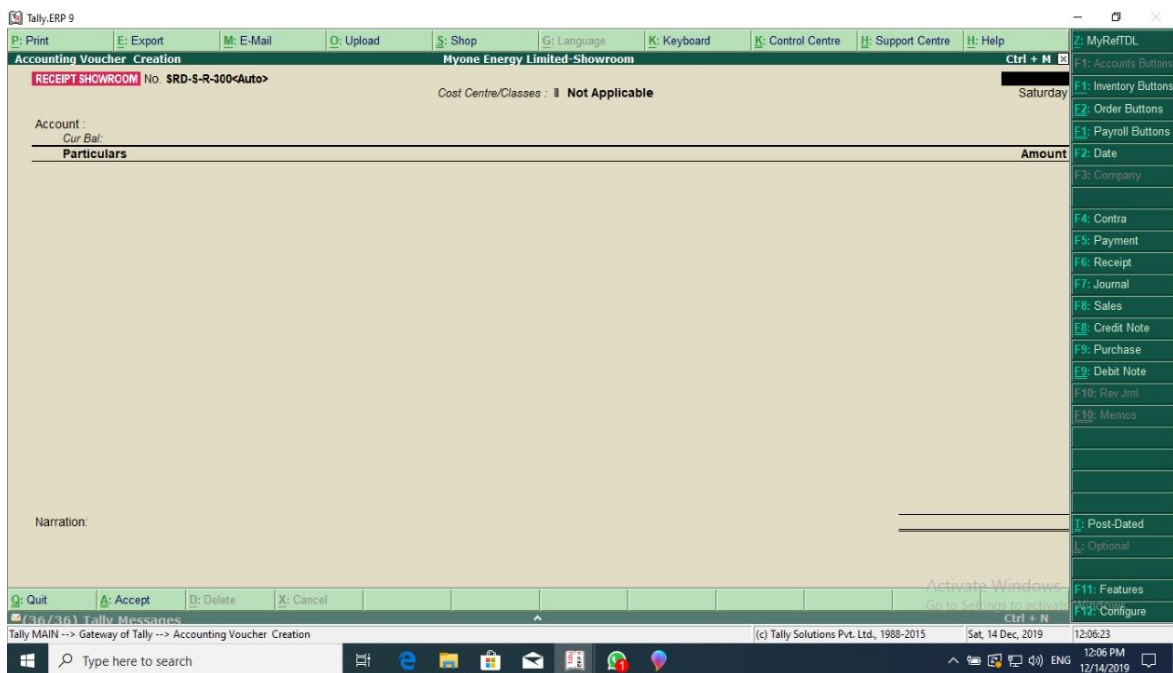 Tally.ERP 9
P: Print E: Export M: E-Mail O: Upload S: Shop G: Language K: Keyboard K: Control Centre H: Support Centre H: Help
Accounting Voucher Creation Myone Energy Limited-Showroom Ctrl + M
RECEIPT SHOWROOM No. SRD-S-R-300<Auto>
Cost Centre/Classes : Not Applicable Saturday
Account :
Cur Bal:
Particulars Amount
Narration:
Z: MyRefTDL
F1: Accounts Buttons
F1: Inventory Buttons
F2: Order Buttons
F1: Payroll Buttons
F2: Date
F3: Company
F4: Contra
F5: Payment
F6: Receipt
F7: Journal
F8: Sales
F8: Credit Note
F9: Purchase
F9: Debit Note
F10: Rev Jrnl
F10: Memos
T: Post-Dated
L: Optional
F11: Features
F12: Configure
Activate Windows
Go to Settings to activate Windows.
Q: Quit A: Accept D: Delete X: Cancel
(36/36) Tally Messages Ctrl + N
Tally MAIN --> Gateway of Tally --> Accounting Voucher Creation (c) Tally Solutions Pvt. Ltd., 1988-2015 Sat, 14 Dec, 2019 12:06:23
Type here to search ENG 12:06 PM
12/14/2019